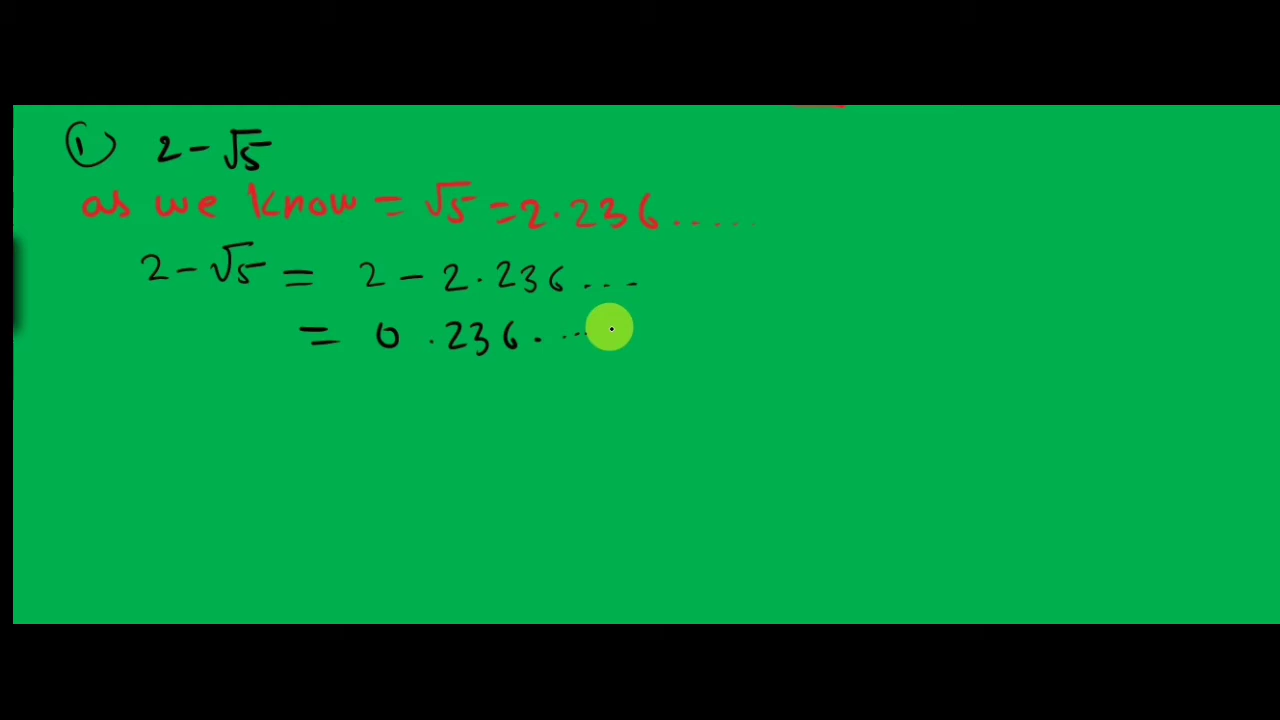 ① 2 - √5
as we know = √5 = 2.236.....
2 - √5 = 2 - 2.236...
= 0.236....